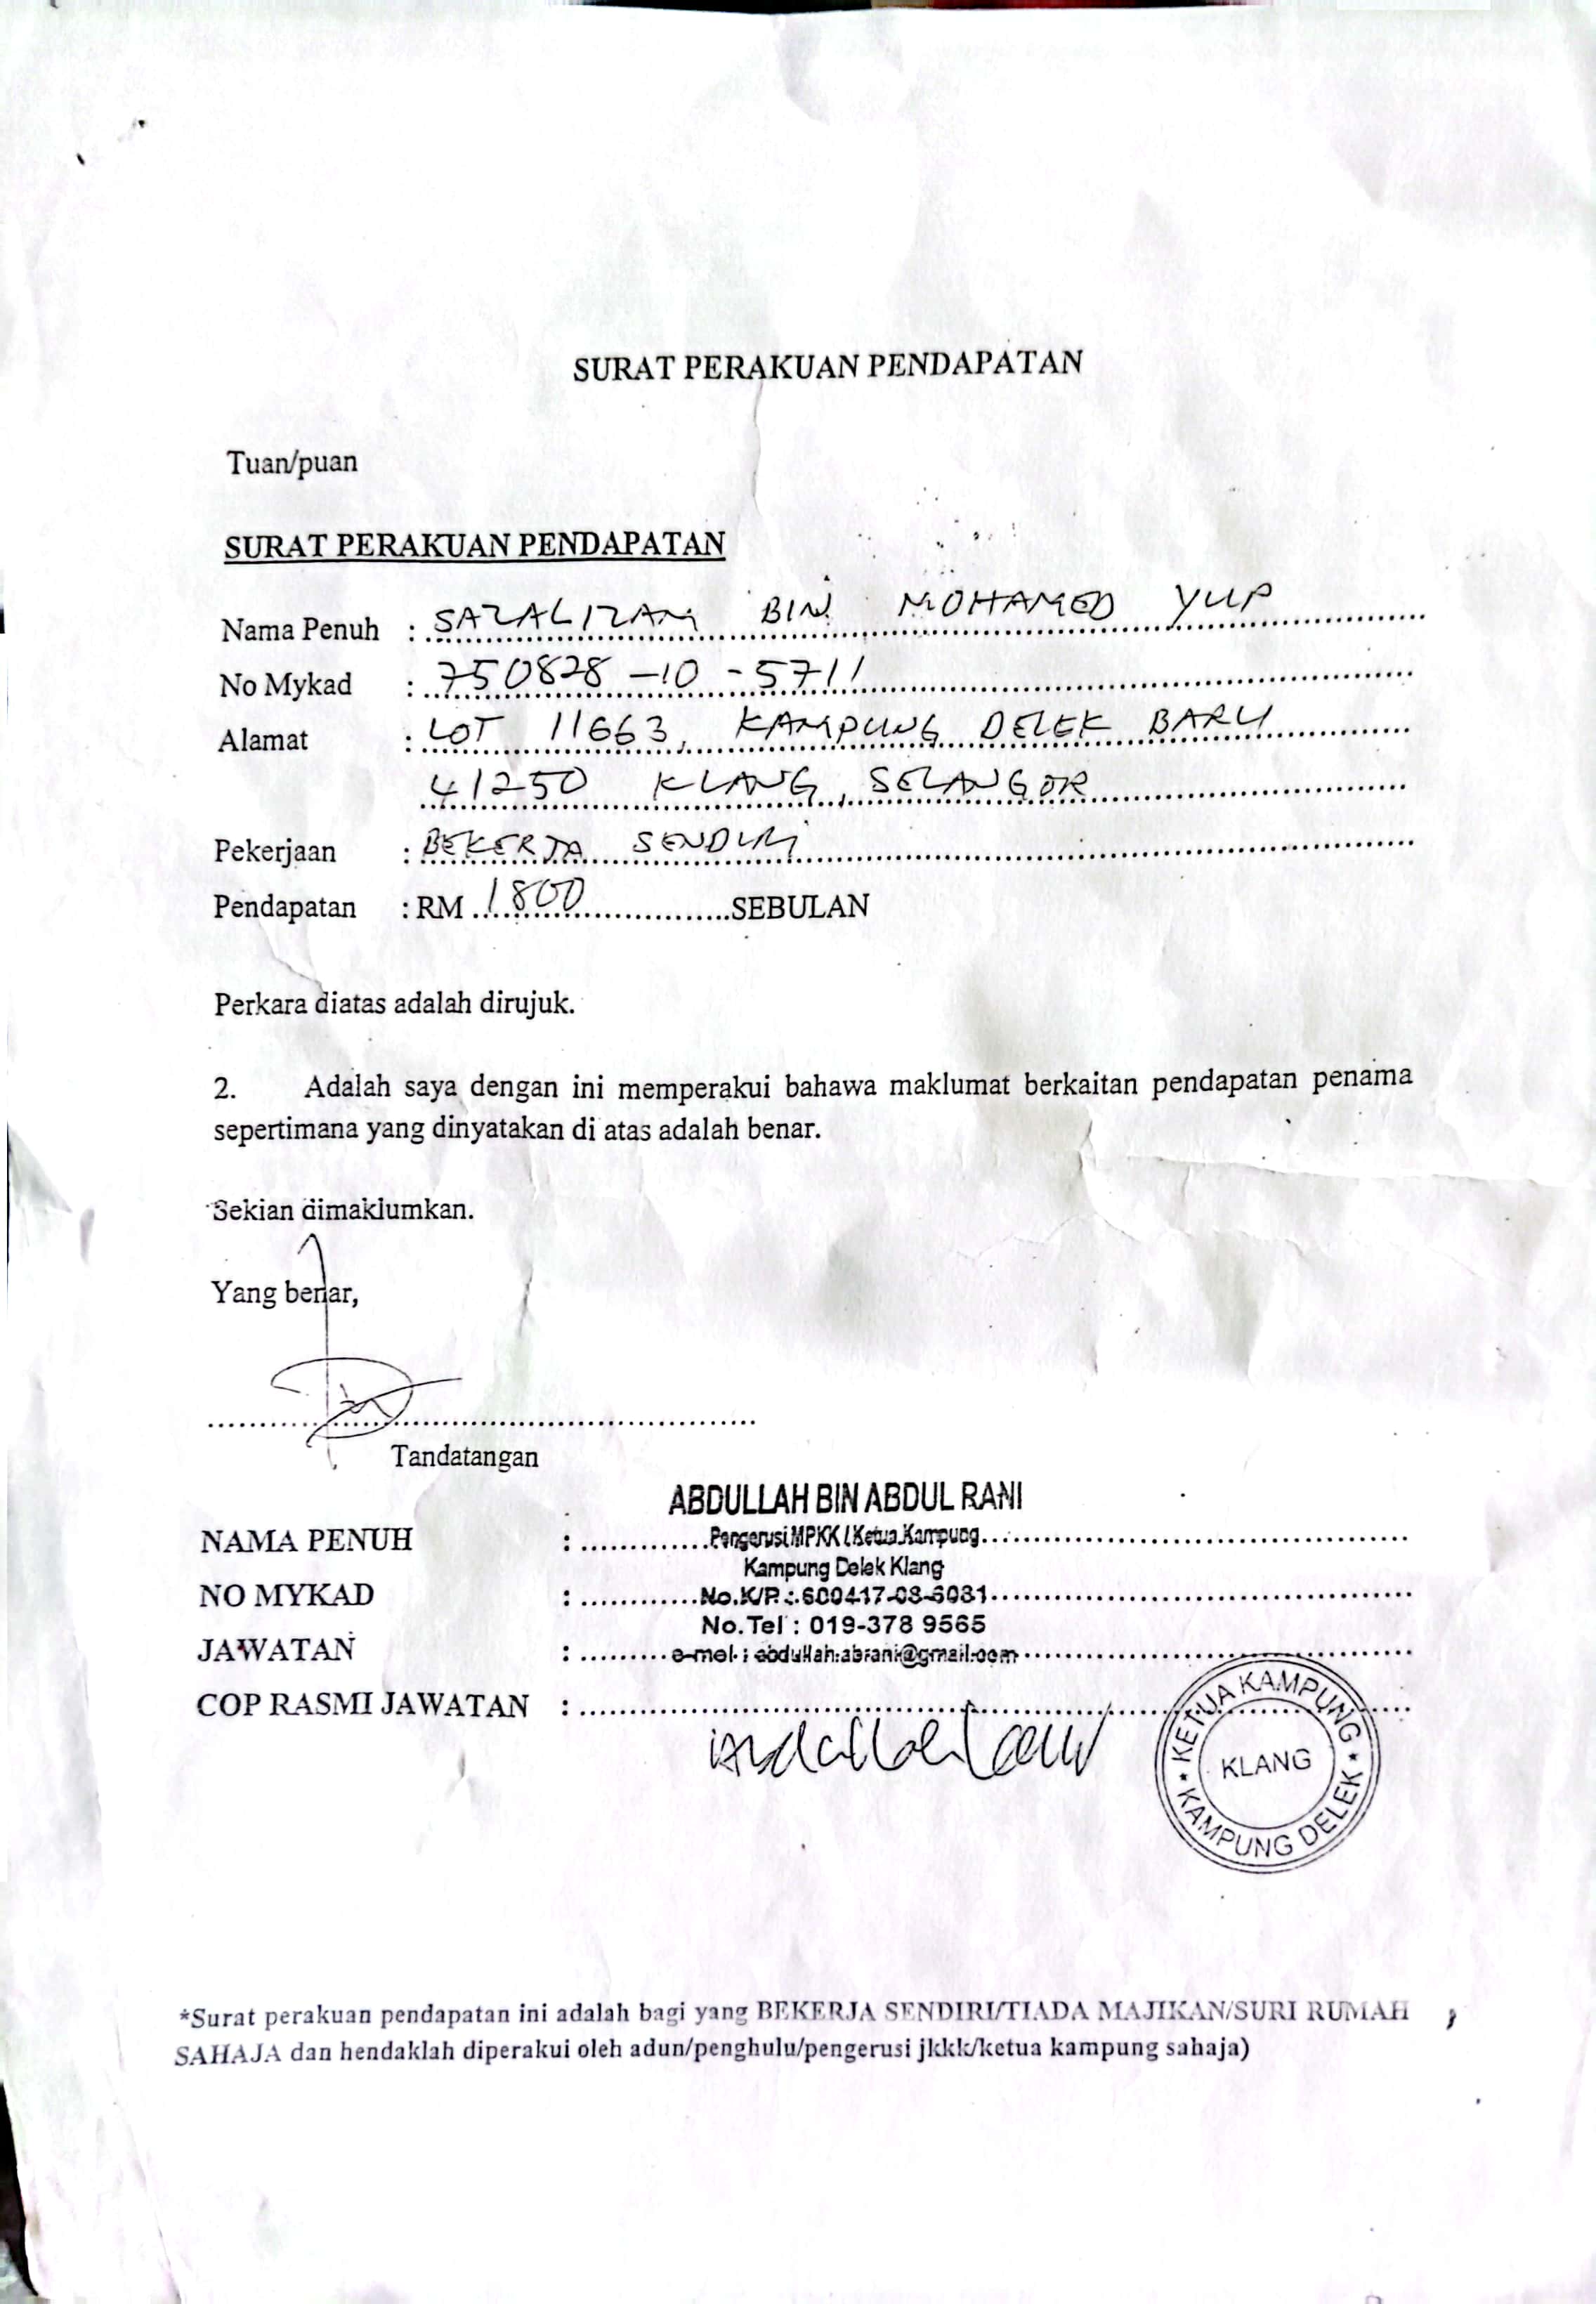 SURAT PERAKUAN PENDAPATAN
Tuan/puan
SURAT PERAKUAN PENDAPATAN
Nama Penuh : SAZALIZAM BIN MOHAMED YUP
No Mykad : 750828-10-5711
Alamat : LOT 11663, KAMPUNG DELEK BARU
41250 KLANG, SELANGOR
Pekerjaan : BEKERJA SENDIRI
Pendapatan : RM 1800 SEBULAN
Perkara diatas adalah dirujuk.
2. Adalah saya dengan ini memperakui bahawa maklumat berkaitan pendapatan penama
sepertimana yang dinyatakan di atas adalah benar.
Sekian dimaklumkan.
Yang benar,
Tandatangan
ABDULLAH BIN ABDUL RANI
NAMA PENUH : Pengerusi MPKK / Ketua Kampung
Kampung Delek Klang
NO MYKAD : No.K/P. : 600417-08-6081
No.Tel : 019-378 9565
JAWATAN : e-mel : abdullah.abrani@gmail.com
COP RASMI JAWATAN :
KETUA KAMPUNG
KLANG
KAMPUNG DELEK
*Surat perakuan pendapatan ini adalah bagi yang BEKERJA SENDIRI/TIADA MAJIKAN/SURI RUMAH
SAHAJA dan hendaklah diperakui oleh adun/penghulu/pengerusi jkkk/ketua kampung sahaja)